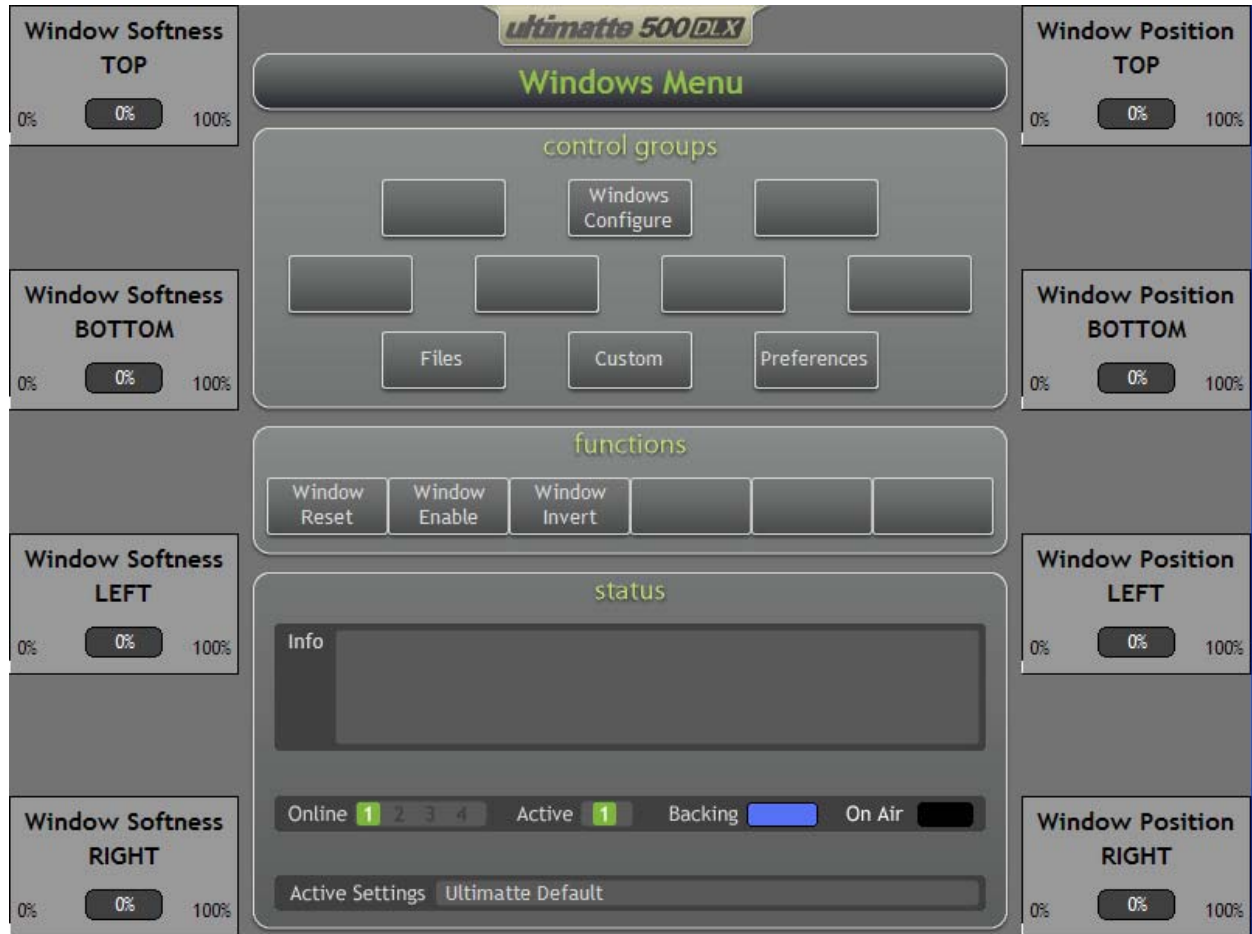 ultimatte 500 DLX
Windows Menu
Window Softness
TOP
0% 0% 100%
Window Position
TOP
0% 0% 100%
control groups
Windows
Configure
Window Softness
BOTTOM
0% 0% 100%
Window Position
BOTTOM
0% 0% 100%
Files Custom Preferences
functions
Window
Reset
Window
Enable
Window
Invert
Window Softness
LEFT
0% 0% 100%
Window Position
LEFT
0% 0% 100%
status
Info
Online 1 2 3 4 Active 1 Backing On Air
Window Softness
RIGHT
0% 0% 100%
Window Position
RIGHT
0% 0% 100%
Active Settings Ultimatte Default